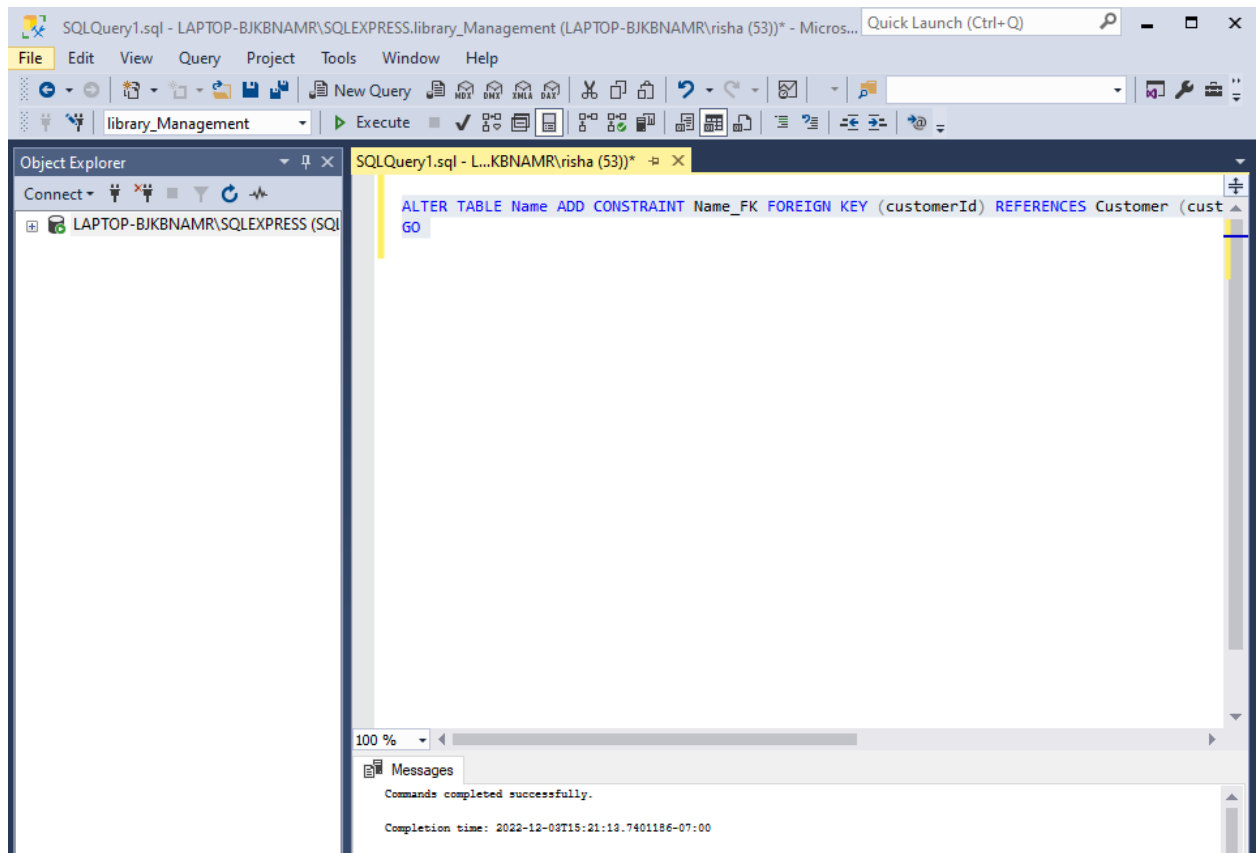 SQLQuery1.sql - LAPTOP-BJKBNAMR\SQLEXPRESS.library_Management (LAPTOP-BJKBNAMR\risha (53))* - Micros... Quick Launch (Ctrl+Q)
File Edit View Query Project Tools Window Help
New Query MDX DMX XMLA DAX
library_Management Execute
Object Explorer
SQLQuery1.sql - L...KBNAMR\risha (53))*
Connect
LAPTOP-BJKBNAMR\SQLEXPRESS (SQL
ALTER TABLE Name ADD CONSTRAINT Name_FK FOREIGN KEY (customerId) REFERENCES Customer (cust
GO
100 %
Messages
Commands completed successfully.
Completion time: 2022-12-03T15:21:13.7401186-07:00